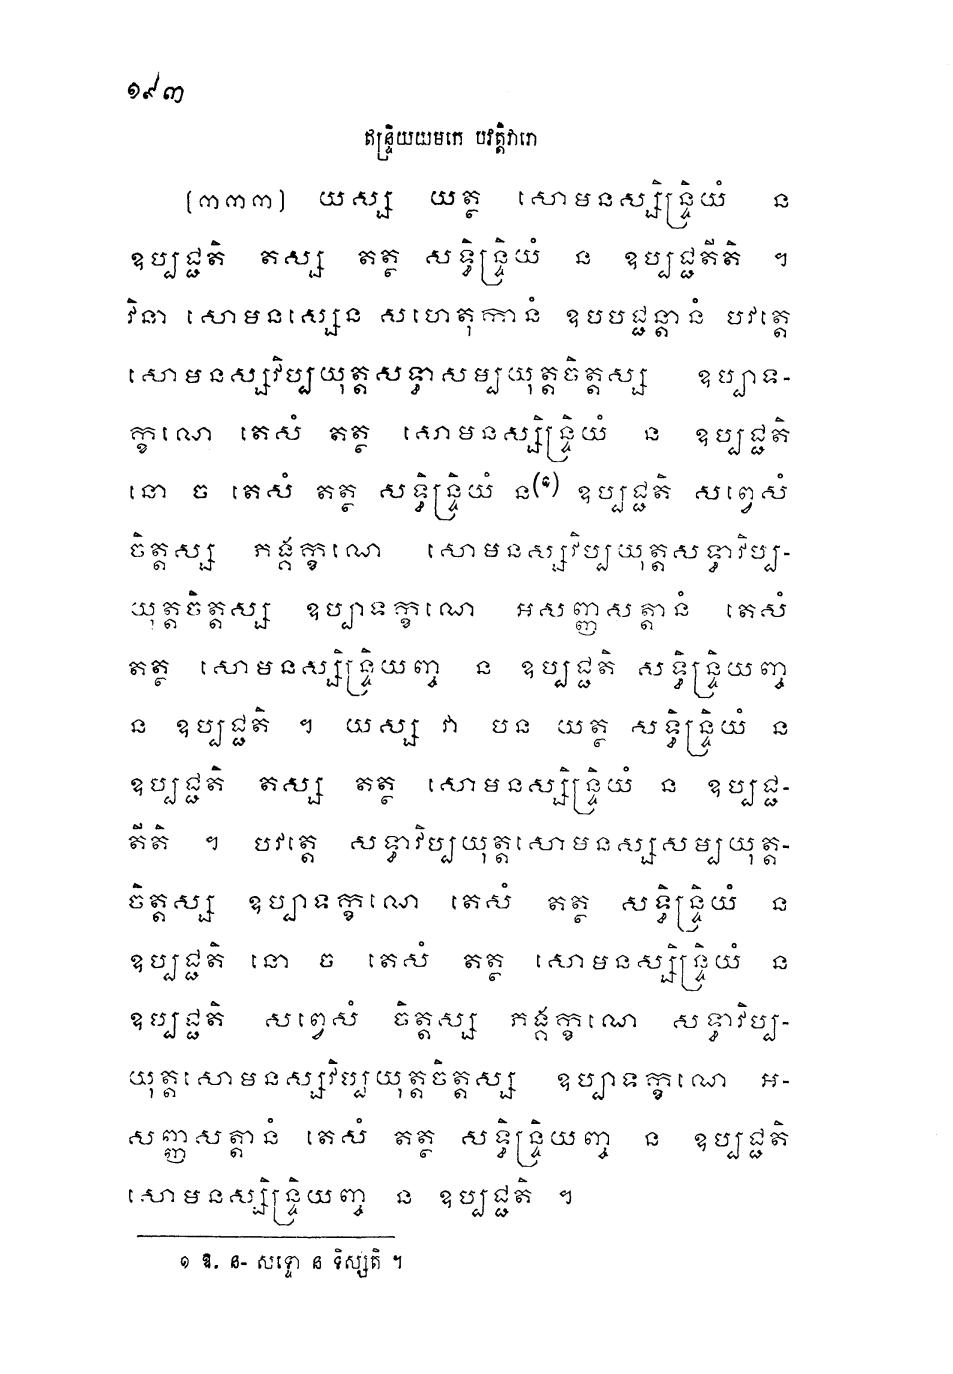 ១៩៣
ឥន្ទ្រិយយមកេ បវត្តិវារោ
(៣៣៣) យស្ស យត្ថ សោមនស្សិន្ទ្រិយំ ន
ឧប្បជ្ជតិ តស្ស តត្ថ សទ្ធិន្ទ្រិយំ ន ឧប្បជ្ជតីតិ ។
វិនា សោមនស្សេន សហេតុកានំ ឧបបជ្ជន្តានំ បវត្តេ
សោមនស្សវិប្បយុត្តសទ្ធាសម្បយុត្តចិត្តស្ស ឧប្បាទ-
ក្ខណេ តេសំ តត្ថ សោមនស្សិន្ទ្រិយំ ន ឧប្បជ្ជតិ
នោ ច តេសំ តត្ថ សទ្ធិន្ទ្រិយំ ន(១) ឧប្បជ្ជតិ សព្វេសំ
ចិត្តស្ស ភង្គក្ខណេ សោមនស្សវិប្បយុត្តសទ្ធាវិប្ប-
យុត្តចិត្តស្ស ឧប្បាទក្ខណេ អសញ្ញសត្តានំ តេសំ
តត្ថ សោមនស្សិន្ទ្រិយញ្ច ន ឧប្បជ្ជតិ សទ្ធិន្ទ្រិយញ្ច
ន ឧប្បជ្ជតិ ។ យស្ស វា បន យត្ថ សទ្ធិន្ទ្រិយំ ន
ឧប្បជ្ជតិ តស្ស តត្ថ សោមនស្សិន្ទ្រិយំ ន ឧប្បជ្ជ-
តីតិ ។ បវត្តេ សទ្ធាវិប្បយុត្តសោមនស្សសម្បយុត្ត-
ចិត្តស្ស ឧប្បាទក្ខណេ តេសំ តត្ថ សទ្ធិន្ទ្រិយំ ន
ឧប្បជ្ជតិ នោ ច តេសំ តត្ថ សោមនស្សិន្ទ្រិយំ ន
ឧប្បជ្ជតិ សព្វេសំ ចិត្តស្ស ភង្គក្ខណេ សទ្ធាវិប្ប-
យុត្តសោមនស្សវិប្បយុត្តចិត្តស្ស ឧប្បាទក្ខណេ អ-
សញ្ញសត្តានំ តេសំ តត្ថ សទ្ធិន្ទ្រិយញ្ច ន ឧប្បជ្ជតិ
សោមនស្សិន្ទ្រិយញ្ច ន ឧប្បជ្ជតិ ។
១ ឱ. ន- សទ្ទោ ន ទិស្សតិ ។